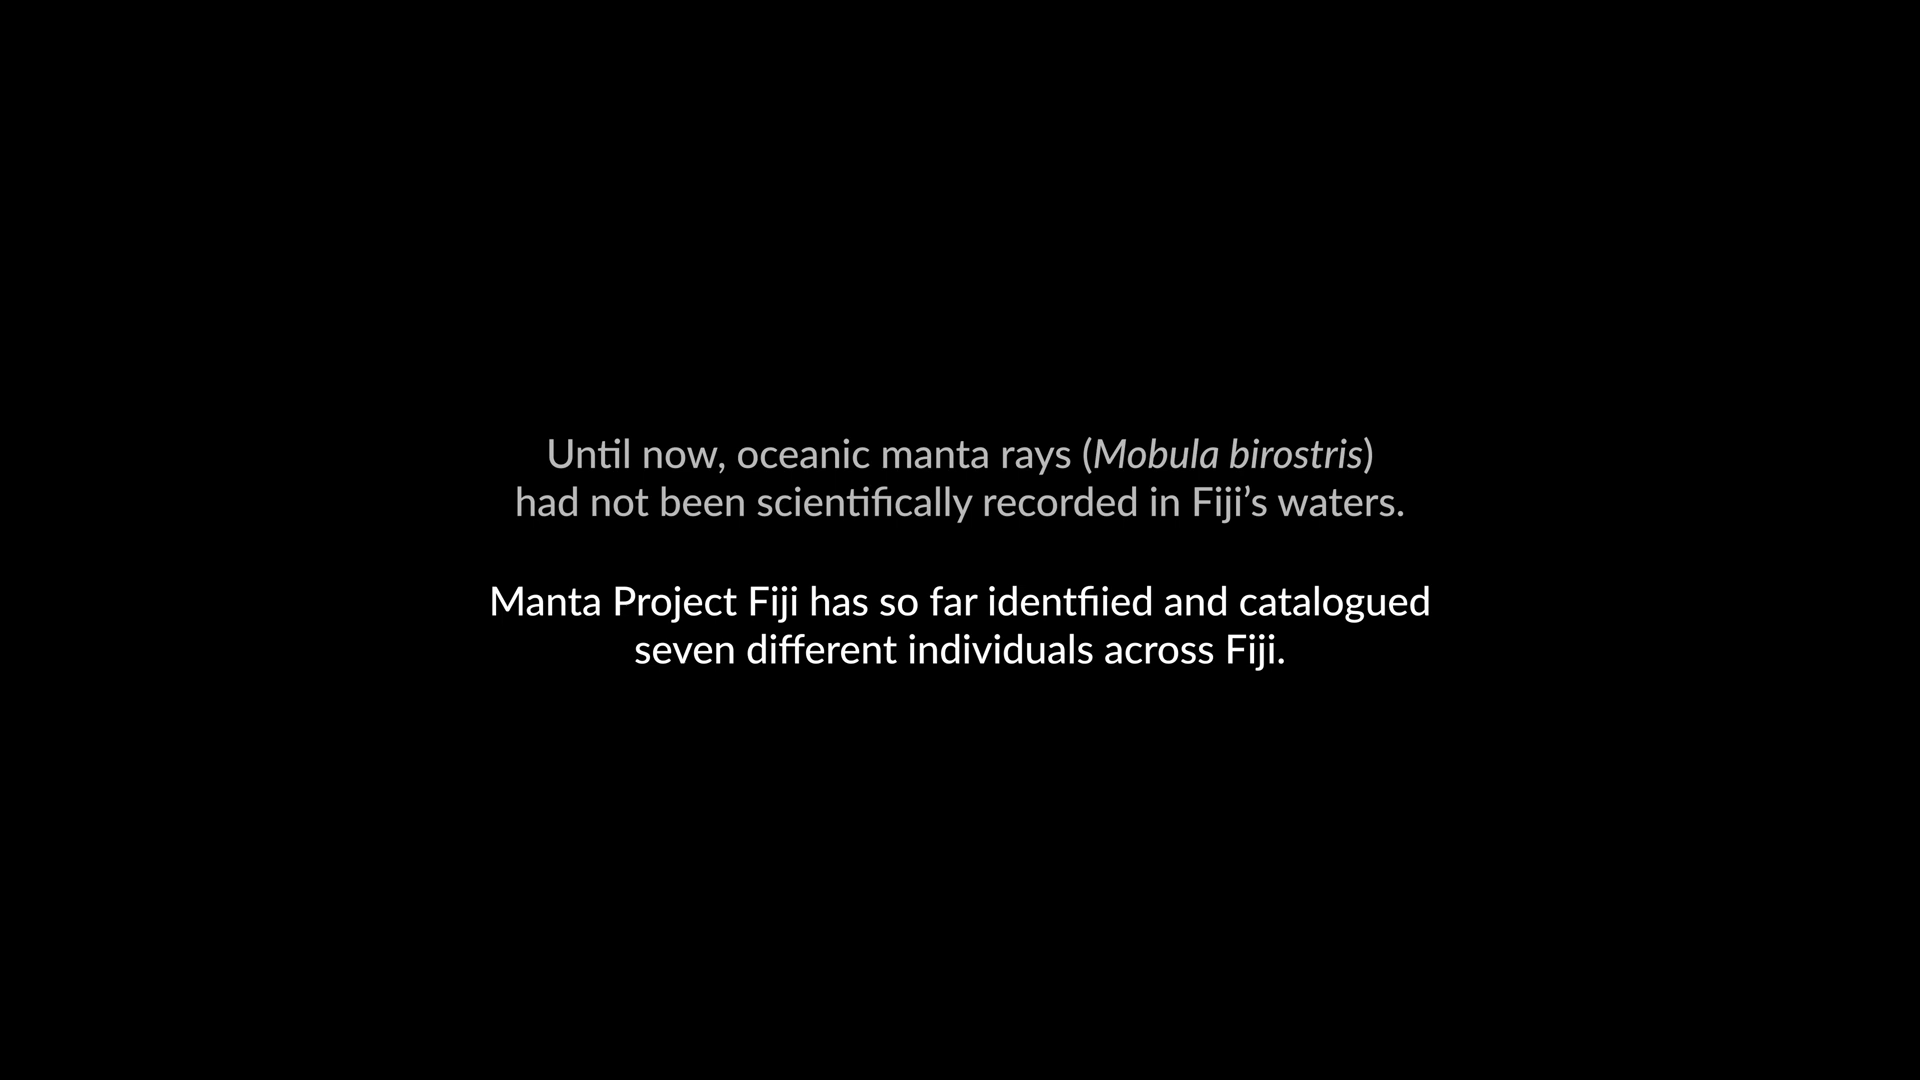 Until now, oceanic manta rays (Mobula birostris)
had not been scientifically recorded in Fiji’s waters.
Manta Project Fiji has so far identfiied and catalogued
seven different individuals across Fiji.